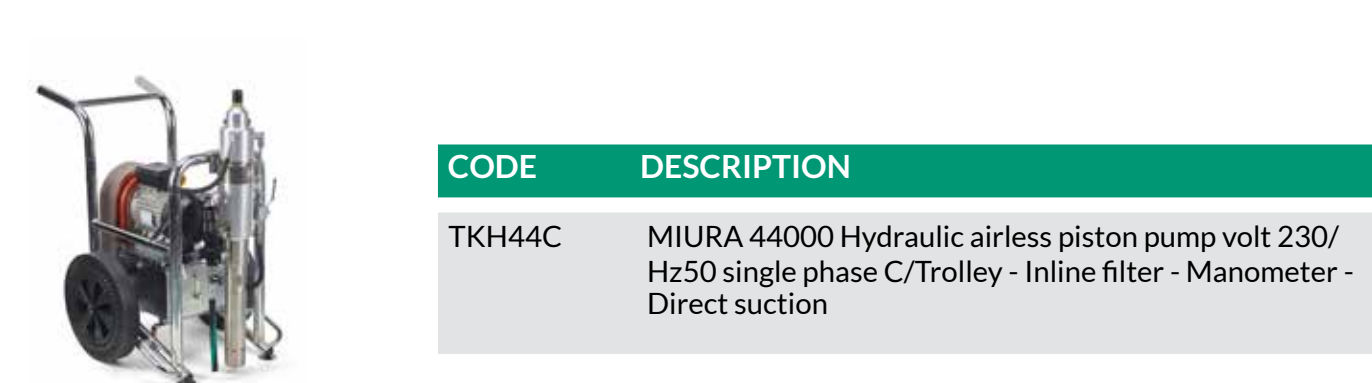 CODE DESCRIPTION
TKH44C MIURA 44000 Hydraulic airless piston pump volt 230/
Hz50 single phase C/Trolley - Inline filter - Manometer -
Direct suction